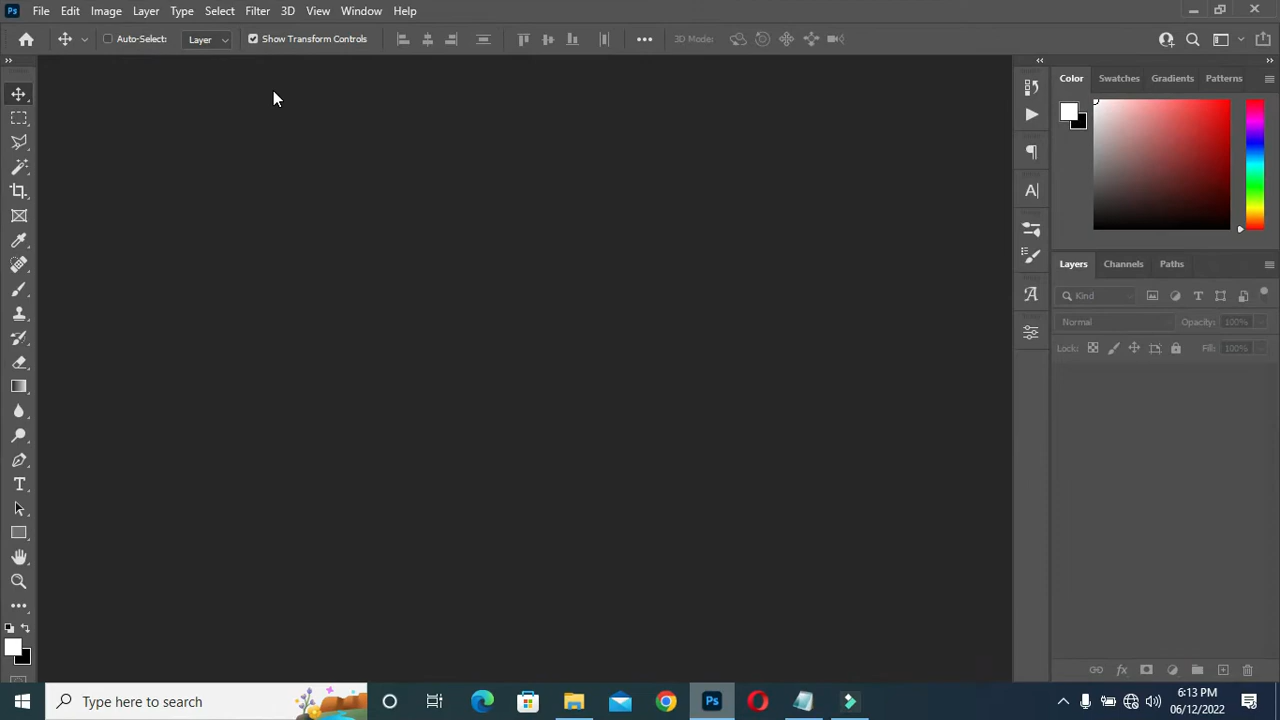 Ps File Edit Image Layer Type Select Filter 3D View Window Help
Auto-Select: Layer Show Transform Controls 3D Mode:
Color Swatches Gradients Patterns
Layers Channels Paths
Kind
Normal Opacity: 100%
Lock: Fill: 100%
Type here to search
Ps
6:13 PM
06/12/2022